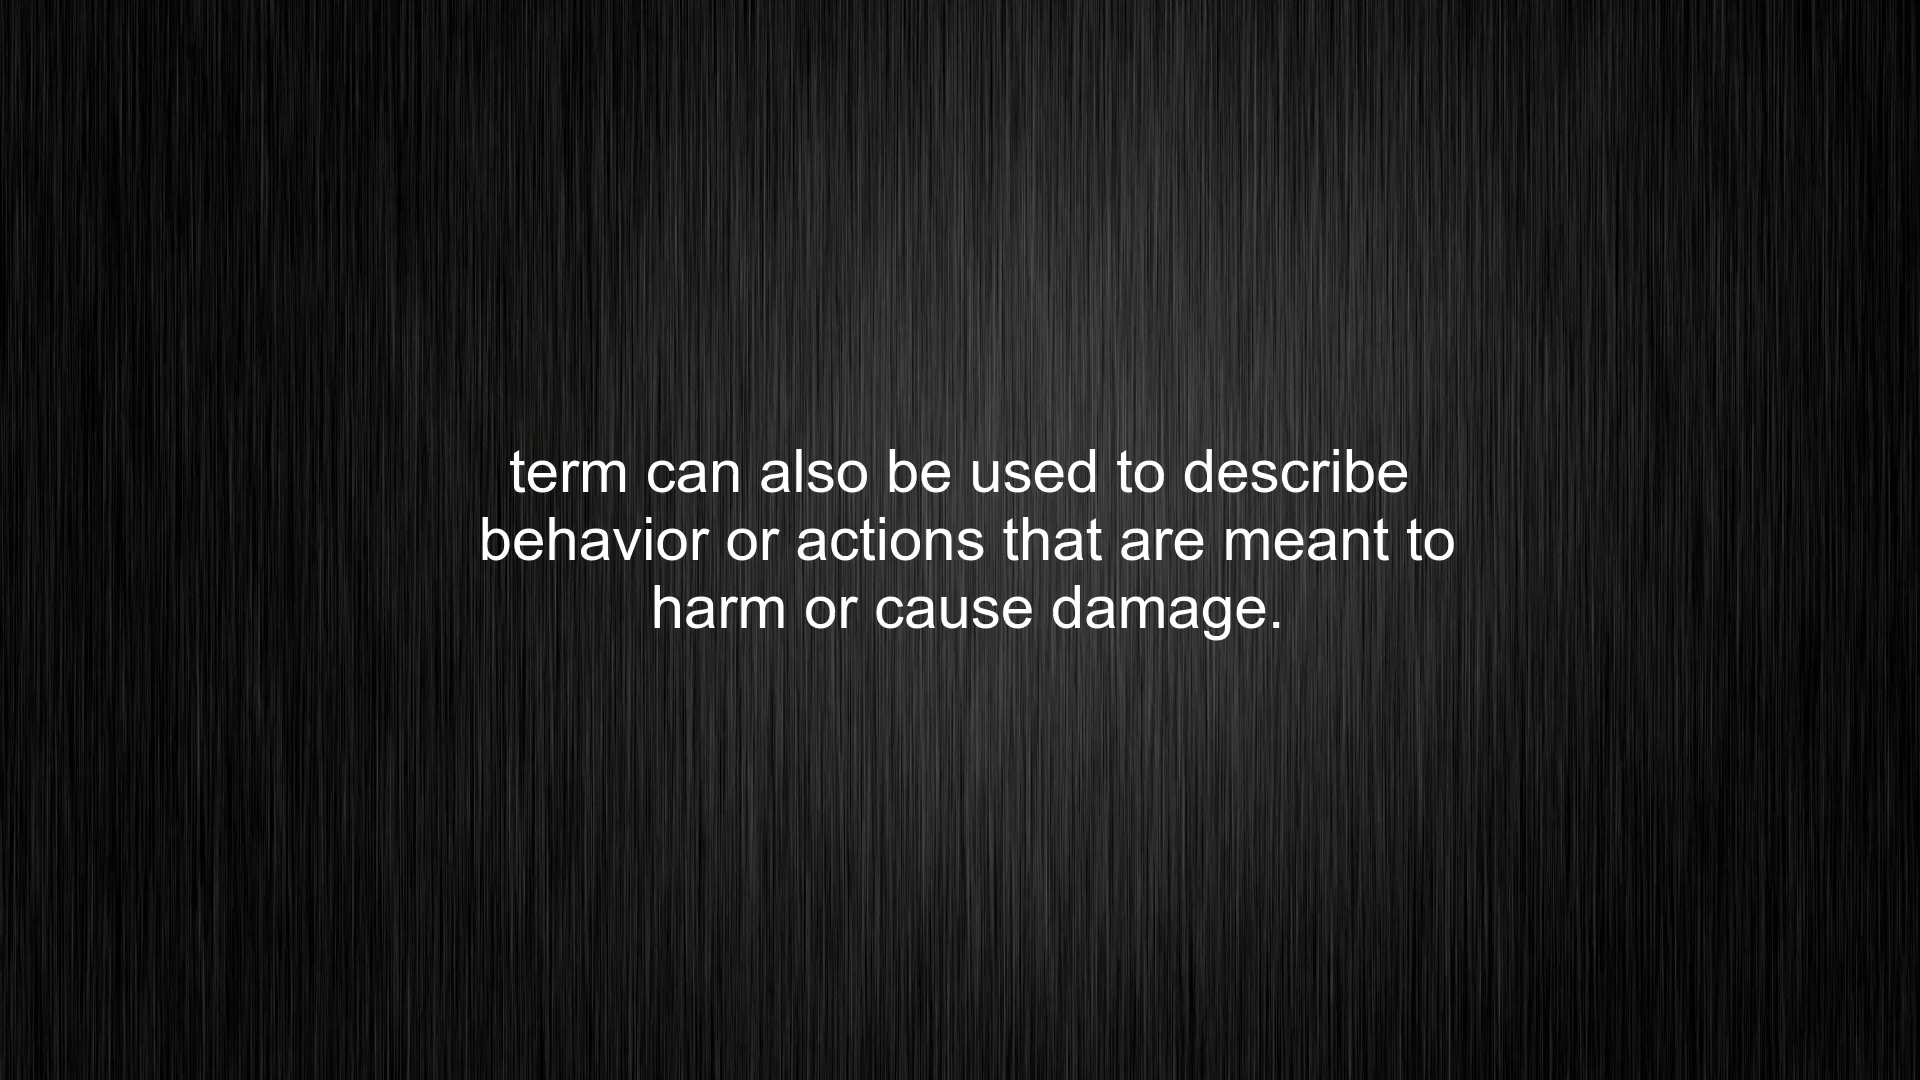 term can also be used to describe
behavior or actions that are meant to
harm or cause damage.